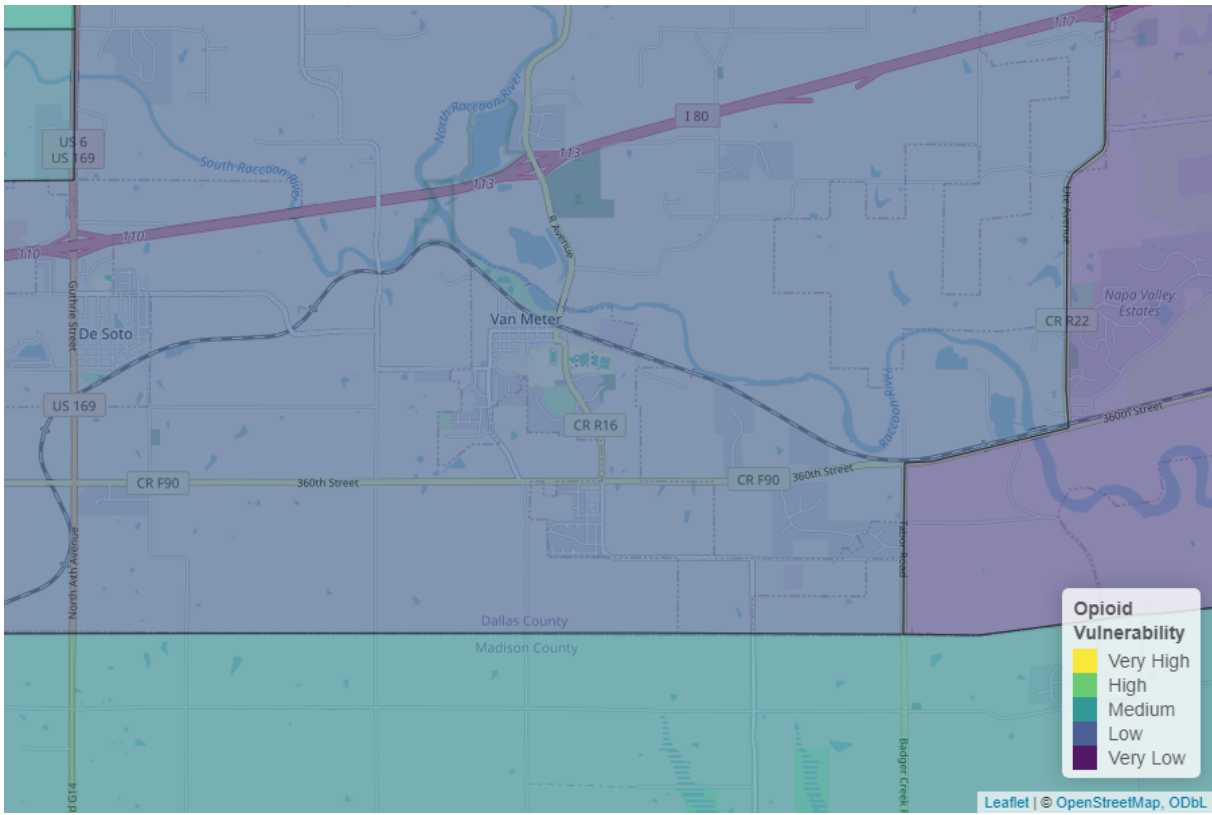 117
I 80
North Raccoon River
US 6
US 169
113
South Raccoon River
113
R Avenue
Ute Avenue
110
110
Guthrie Street
Napa Valley
Estates
Van Meter
CR R22
De Soto
Raccoon River
US 169
360th Street
CR R16
CR F90
360th Street
CR F90
360th Street
North Ath Avenue
Tabor Road
Dallas County
Madison County
Badger Creek
d G14
Opioid
Vulnerability
Very High
High
Medium
Low
Very Low
Leaflet | © OpenStreetMap, ODbL